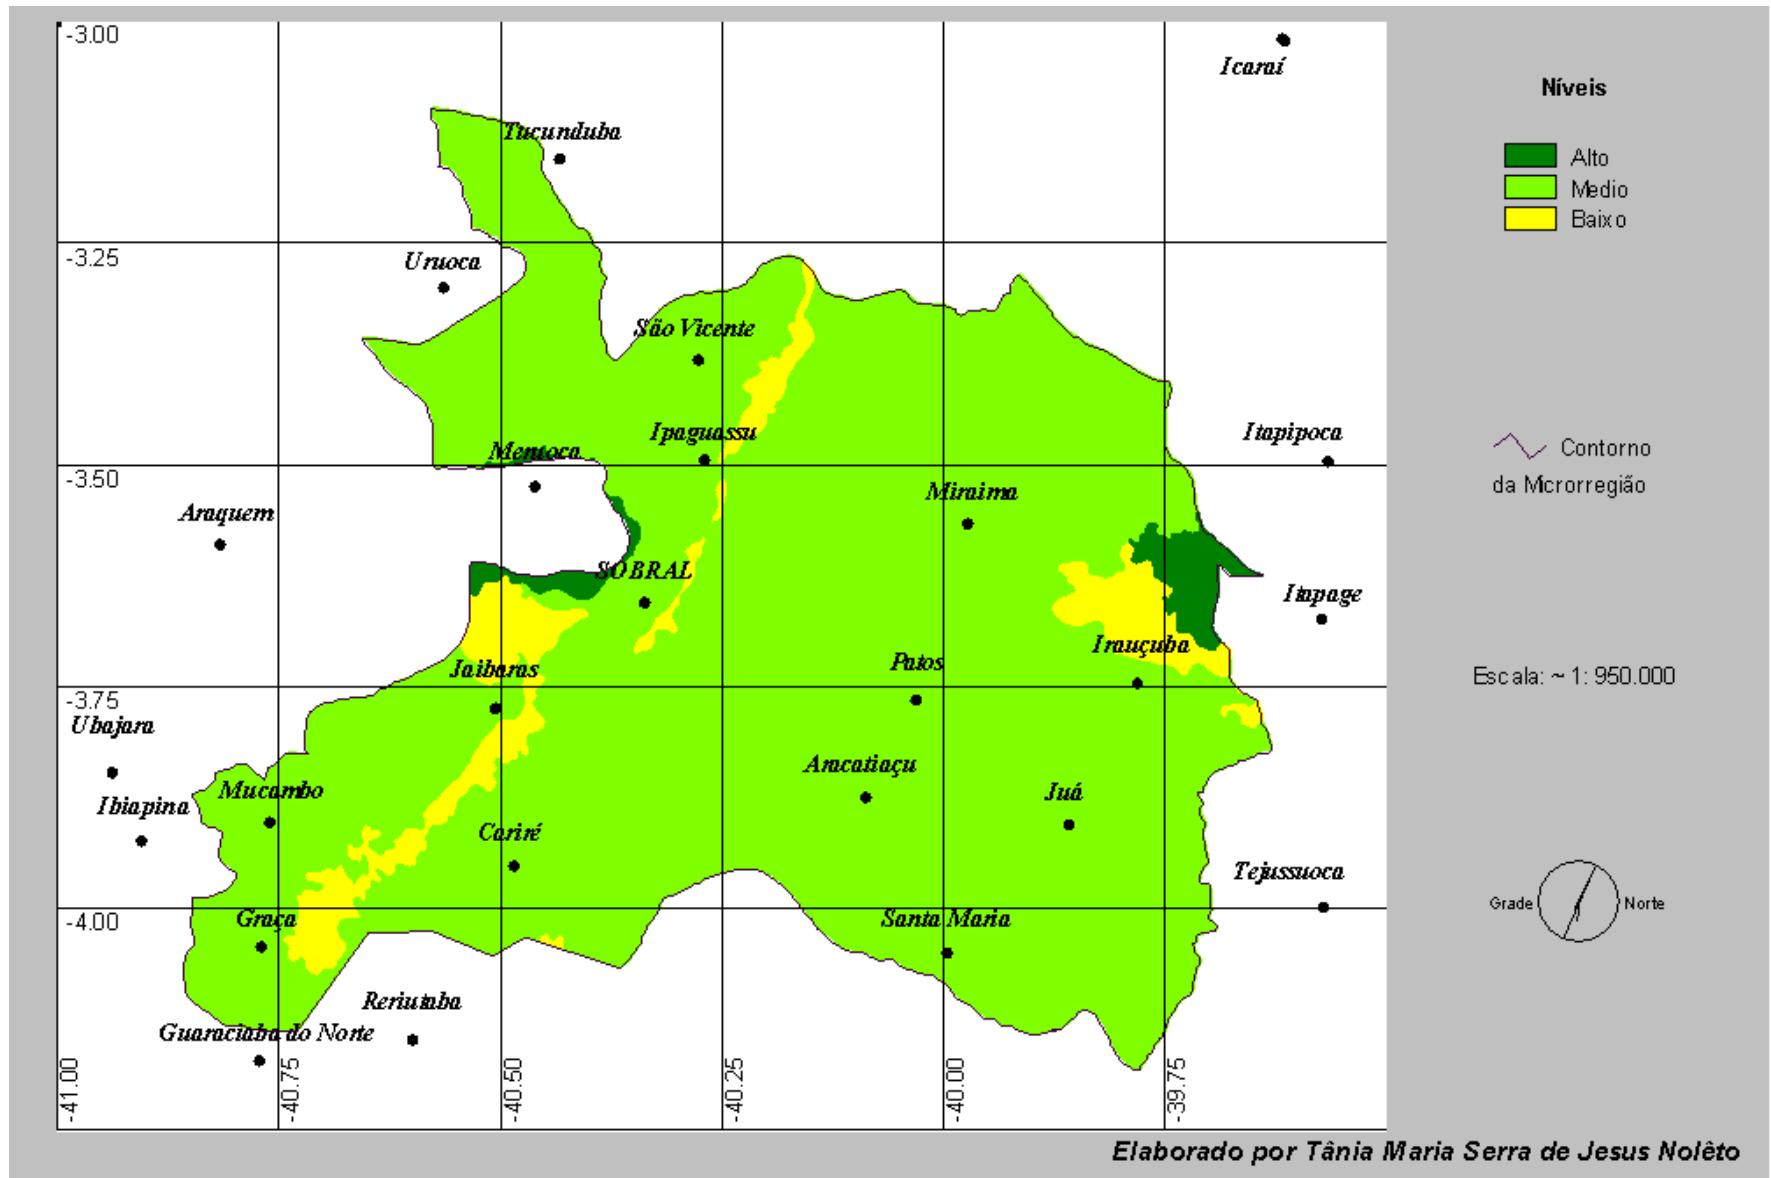 -3.00
Icaraí
Níveis
Tucunduba
Alto
Medio
Baixo
-3.25
Uruoca
São Vicente
Ipaguassu
Itapipoca
Meruoca
Contorno
da Microrregião
-3.50
Miraima
Araquem
SOBRAL
Itapage
Irauçuba
Patos
Jaibaras
Escala: ~ 1: 950.000
-3.75
Ubajara
Aracatiaçu
Mucambo
Juá
Ibiapina
Cariré
Tejussuoca
Grade
Norte
-4.00
Graça
Santa Maria
Reriutaba
Guaraciaba do Norte
-41.00
-40.75
-40.50
-40.25
-40.00
-39.75
Elaborado por Tânia Maria Serra de Jesus Nolêto